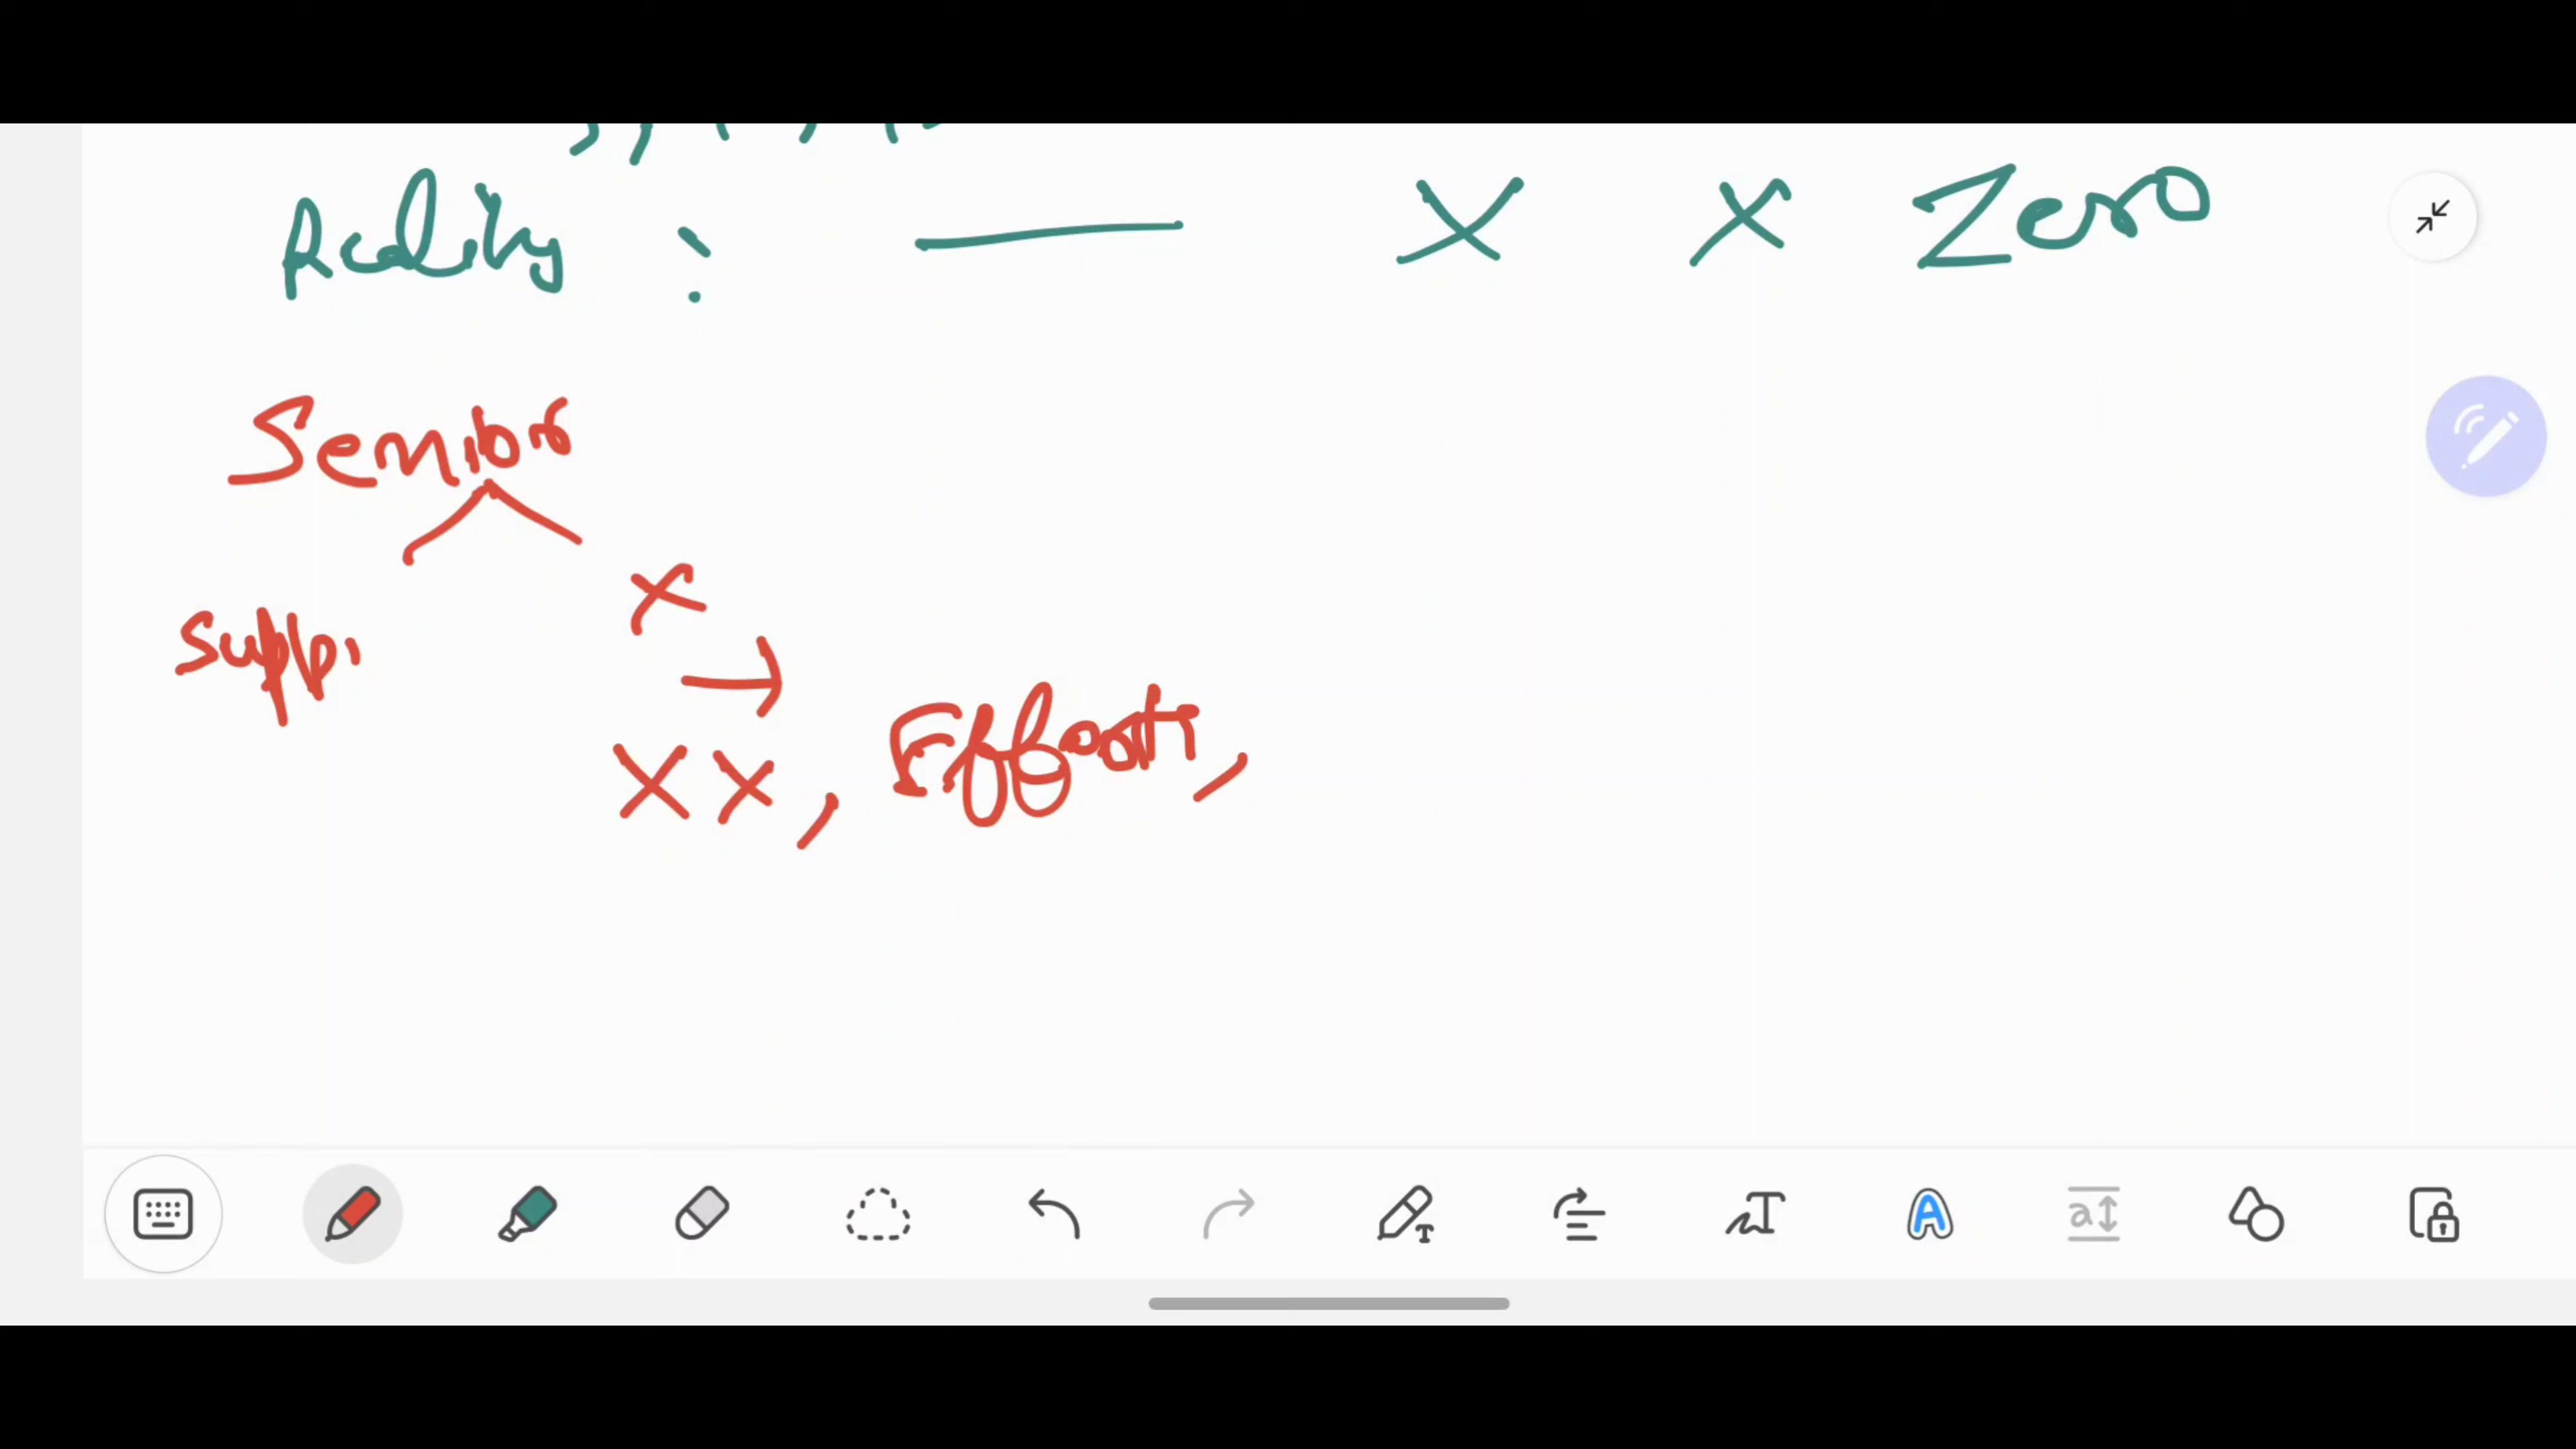 Reality : — X X Zero
Senior
X
Supp.
→
XX, Efforts,